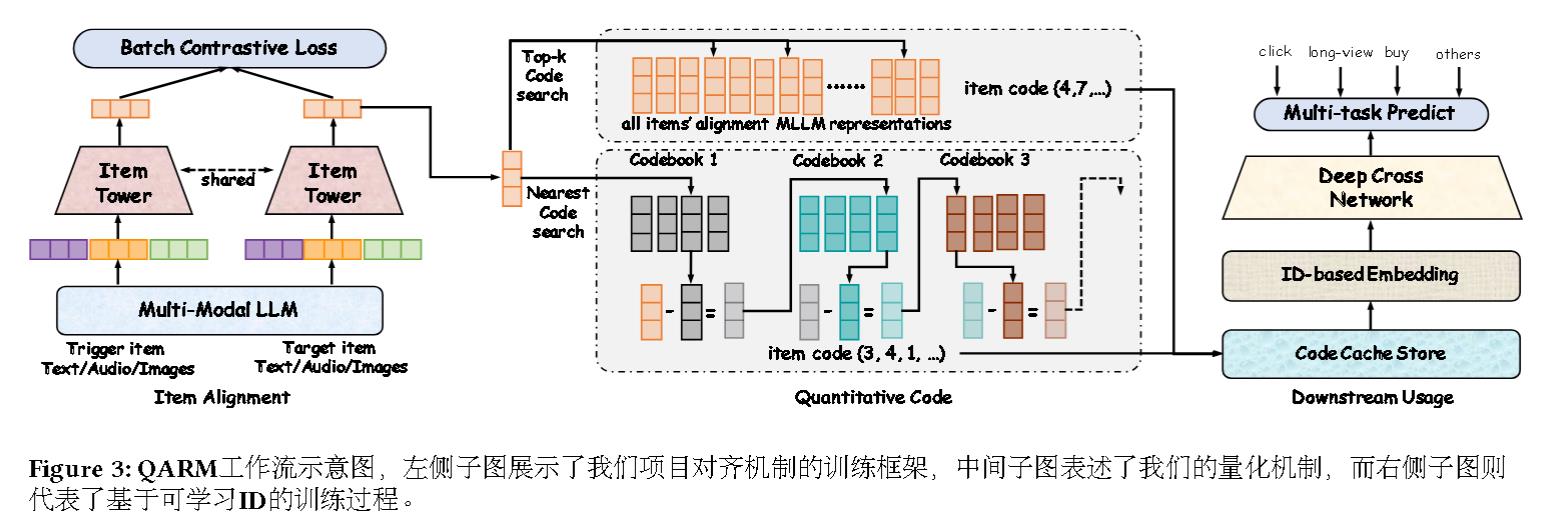 Batch Contrastive Loss
Item
Tower
shared
Item
Tower
Multi-Modal LLM
Trigger item
Text/Audio/Images
Target item
Text/Audio/Images
Item Alignment
Top-k
Code
search
all items' alignment MLLM representations
item code (4,7,...)
Nearest
Code
search
Codebook 1
Codebook 2
Codebook 3
- =
- =
- =
item code (3, 4, 1, ...)
Quantitative Code
click
long-view
buy
others
Multi-task Predict
Deep Cross
Network
ID-based Embedding
Code Cache Store
Downstream Usage
Figure 3: QARM工作流示意图，左侧子图展示了我们项目对齐机制的训练框架，中间子图表述了我们的量化机制，而右侧子图则
代表了基于可学习ID的训练过程。